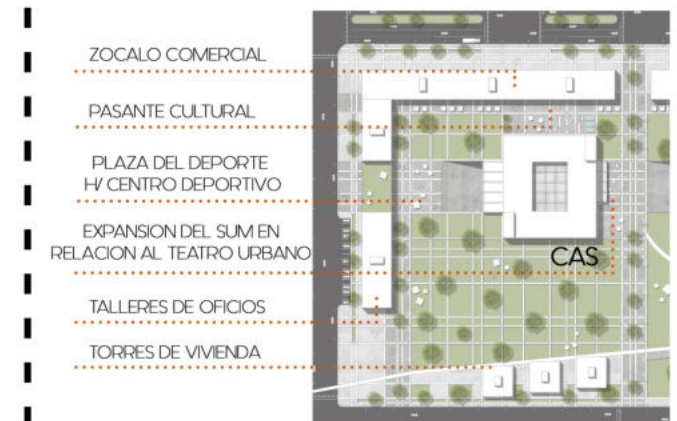 ZOCALO COMERCIAL
PASANTE CULTURAL
PLAZA DEL DEPORTE
H/ CENTRO DEPORTIVO
EXPANSION DEL SUM EN
RELACION AL TEATRO URBANO
CAS
TALLERES DE OFICIOS
TORRES DE VIVIENDA